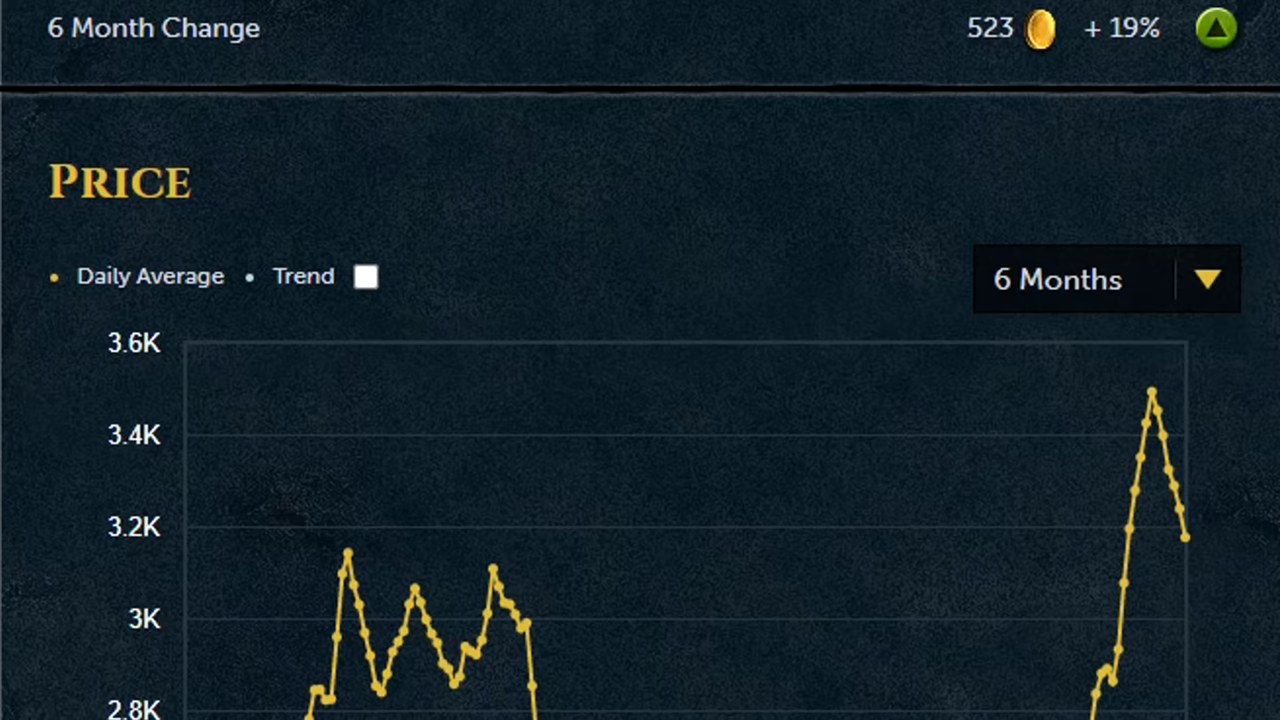 6 Month Change 523 + 19%
PRICE
Daily Average Trend 6 Months
3.6K
3.4K
3.2K
3K
2.8K